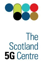 The
Scotland
5G Centre